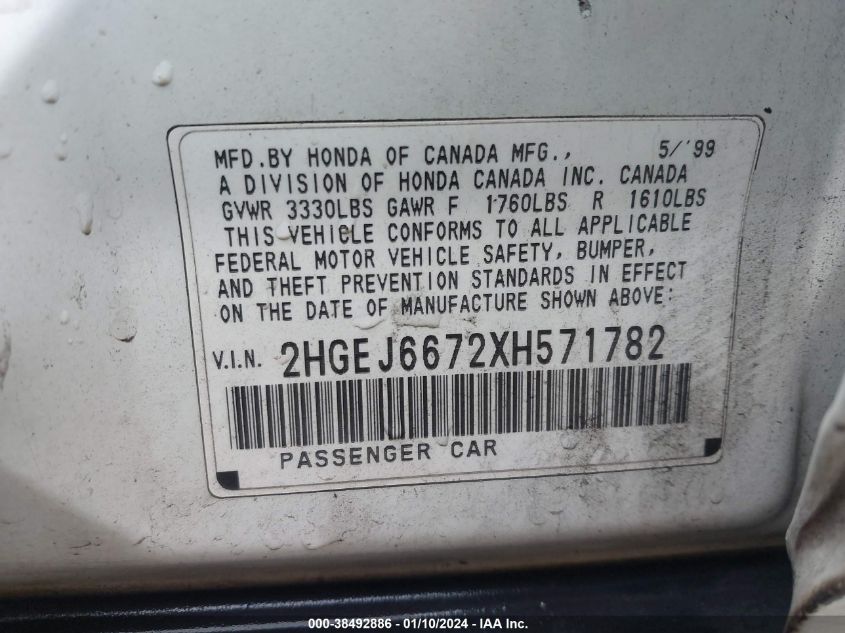 MFD.BY HONDA OF CANADA MFG., 5/'99
A DIVISION OF HONDA CANADA INC. CANADA
GVWR 3330LBS GAWR F 1760LBS R 1610LBS
THIS VEHICLE CONFORMS TO ALL APPLICABLE
FEDERAL MOTOR VEHICLE SAFETY, BUMPER,
AND THEFT PREVENTION STANDARDS IN EFFECT
ON THE DATE OF MANUFACTURE SHOWN ABOVE:
V.I.N. 2HGEJ6672XH571782
PASSENGER CAR
000-38492886 - 01/10/2024 - IAA Inc.